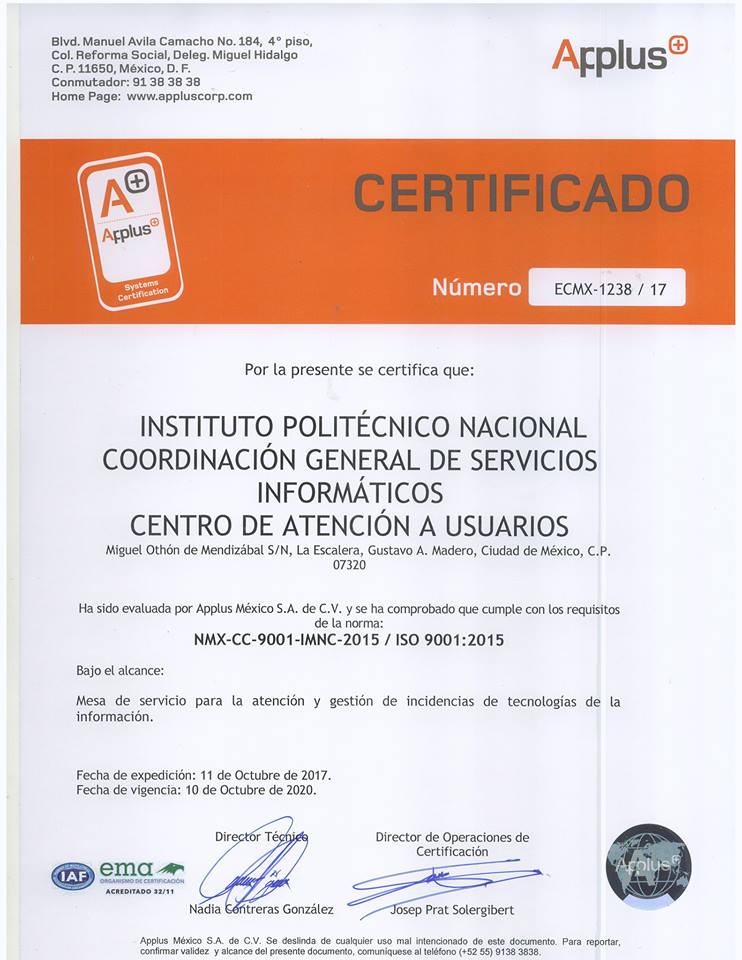 Blvd. Manuel Avila Camacho No. 184, 4° piso,
Col. Reforma Social, Deleg. Miguel Hidalgo
C. P. 11650, México, D. F.
Conmutador: 91 38 38 38
Home Page: www.appluscorp.com
Applus+
A+
Applus+
Systems
Certification
CERTIFICADO
Número ECMX-1238 / 17
Por la presente se certifica que:
INSTITUTO POLITÉCNICO NACIONAL
COORDINACIÓN GENERAL DE SERVICIOS
INFORMÁTICOS
CENTRO DE ATENCIÓN A USUARIOS
Miguel Othón de Mendizábal S/N, La Escalera, Gustavo A. Madero, Ciudad de México, C.P.
07320
Ha sido evaluada por Applus México S.A. de C.V. y se ha comprobado que cumple con los requisitos
de la norma:
NMX-CC-9001-IMNC-2015 / ISO 9001:2015
Bajo el alcance:
Mesa de servicio para la atención y gestión de incidencias de tecnologías de la
información.
Fecha de expedición: 11 de Octubre de 2017.
Fecha de vigencia: 10 de Octubre de 2020.
Director Técnico
Director de Operaciones de
Certificación
IAF
ema
ORGANISMO DE CERTIFICACIÓN
ACREDITADO 32/11
Applus+
Nadia Contreras González
Josep Prat Solergibert
Applus México S.A. de C.V. Se deslinda de cualquier uso mal intencionado de este documento. Para reportar,
confirmar validez y alcance del presente documento, comuníquese al teléfono (+52 55) 9138 3838.